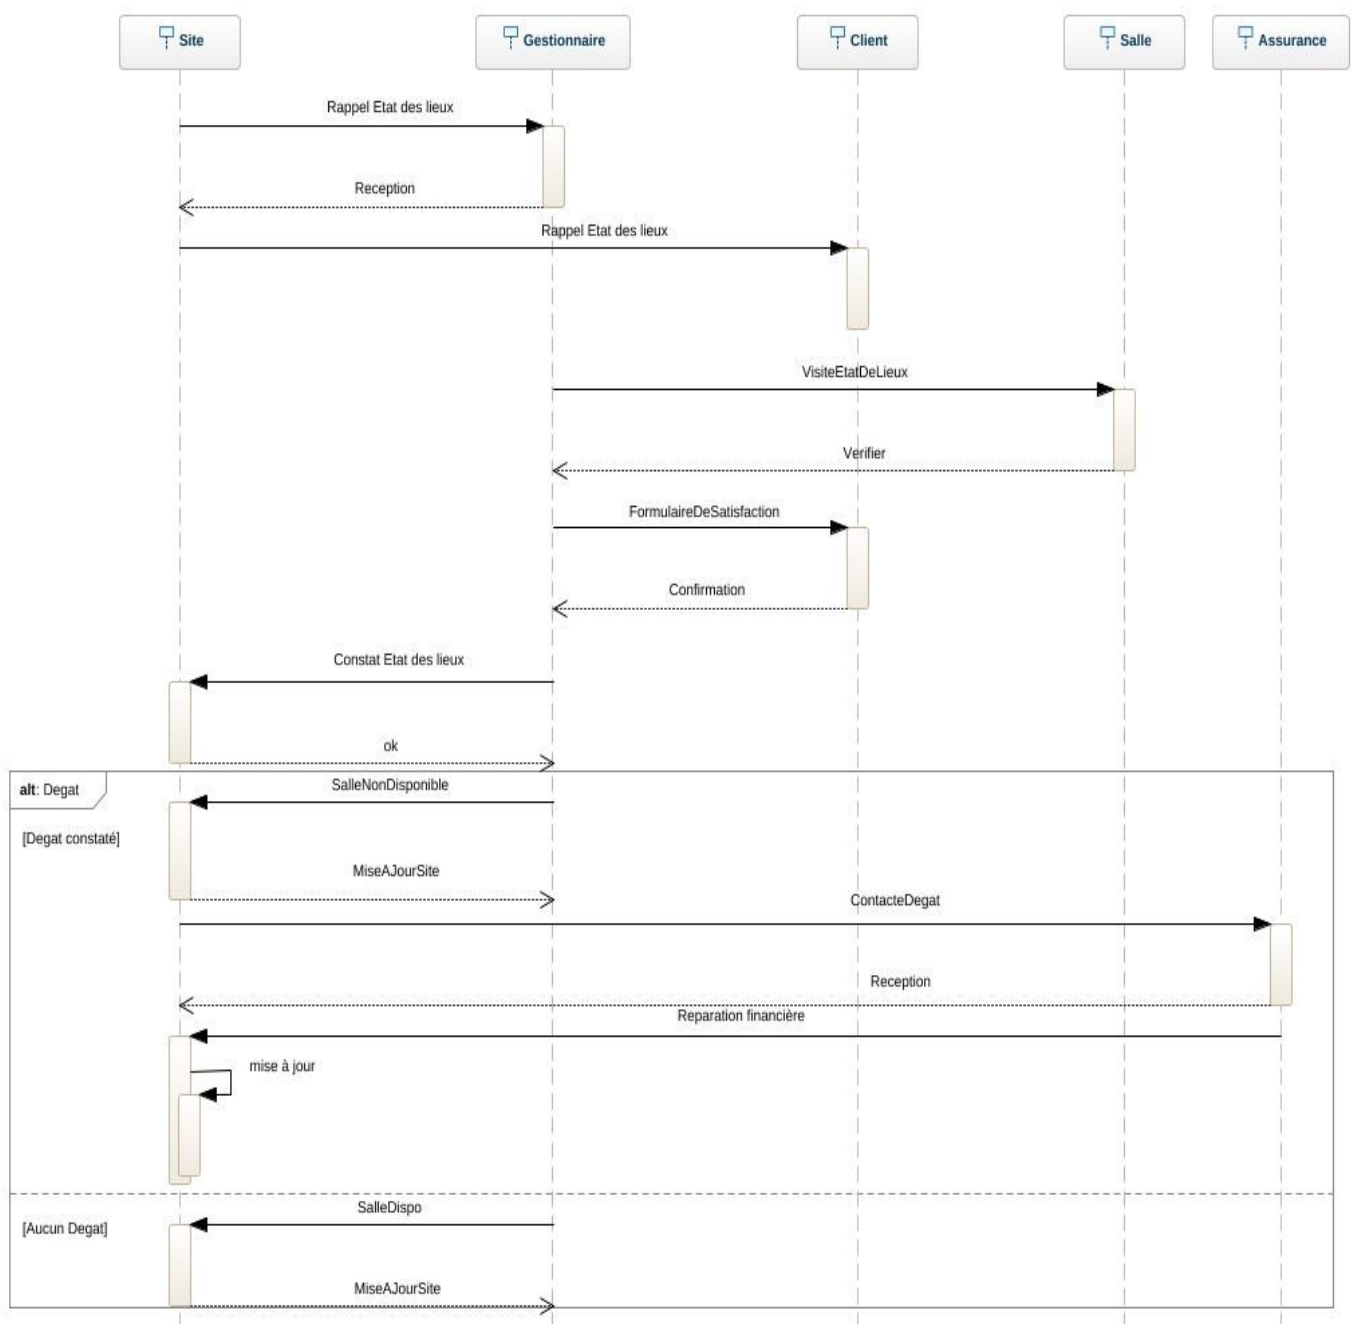 Site
Gestionnaire
Client
Salle
Assurance
Rappel Etat des lieux
Reception
Rappel Etat des lieux
VisiteEtatDeLieux
Verifier
FormulaireDeSatisfaction
Confirmation
Constat Etat des lieux
ok
alt: Degat
SalleNonDisponible
[Degat constaté]
MiseAJourSite
ContacteDegat
Reception
Reparation financière
mise à jour
SalleDispo
[Aucun Degat]
MiseAJourSite